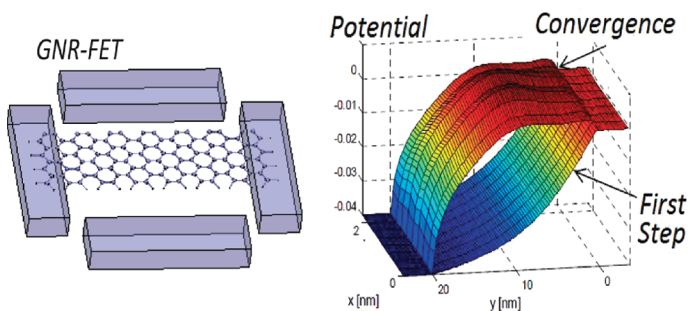 GNR-FET
Potential
Convergence
First
Step
0
-0.01
-0.02
-0.03
-0.04
2
0
20
10
0
x [nm]
y [nm]